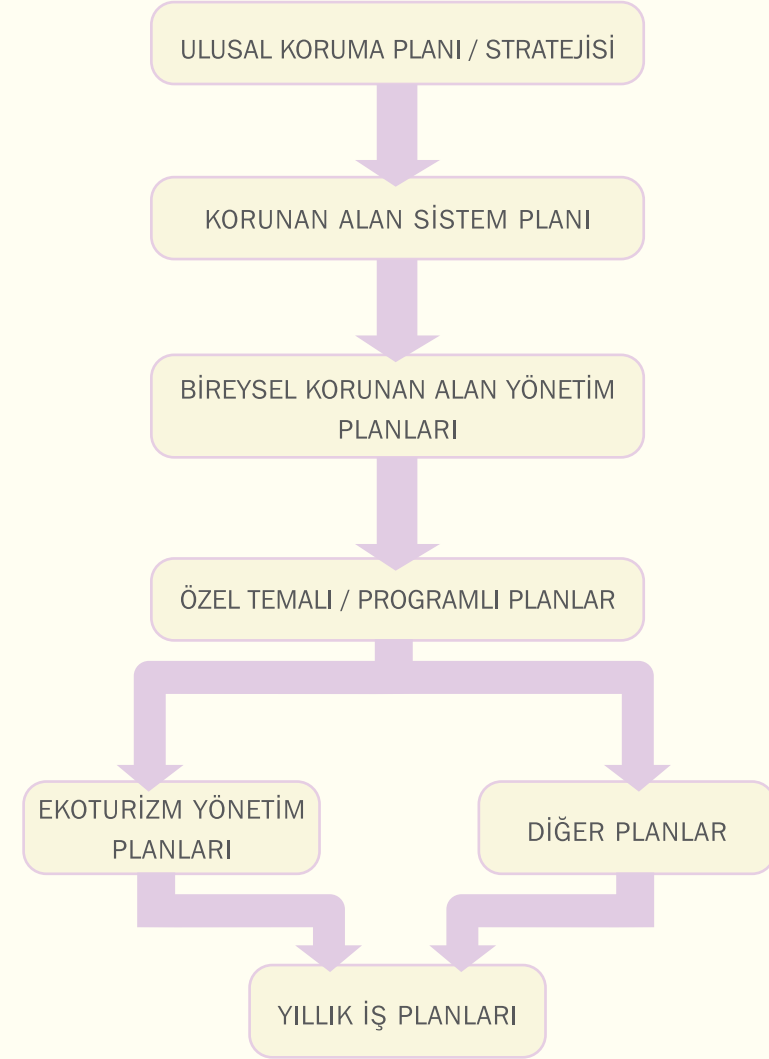 ULUSAL KORUMA PLANI / STRATEJİSİ
KORUNAN ALAN SİSTEM PLANI
BİREYSEL KORUNAN ALAN YÖNETİM
PLANLARI
ÖZEL TEMALI / PROGRAMLI PLANLAR
EKOTURİZM YÖNETİM
PLANLARI
DİĞER PLANLAR
YILLIK İŞ PLANLARI